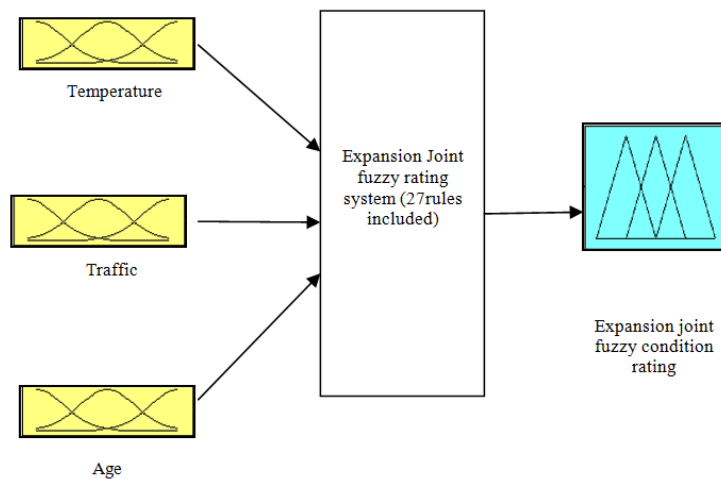 Temperature
Expansion Joint
fuzzy rating
system (27rules
included)
Traffic
Expansion joint
fuzzy condition
rating
Age